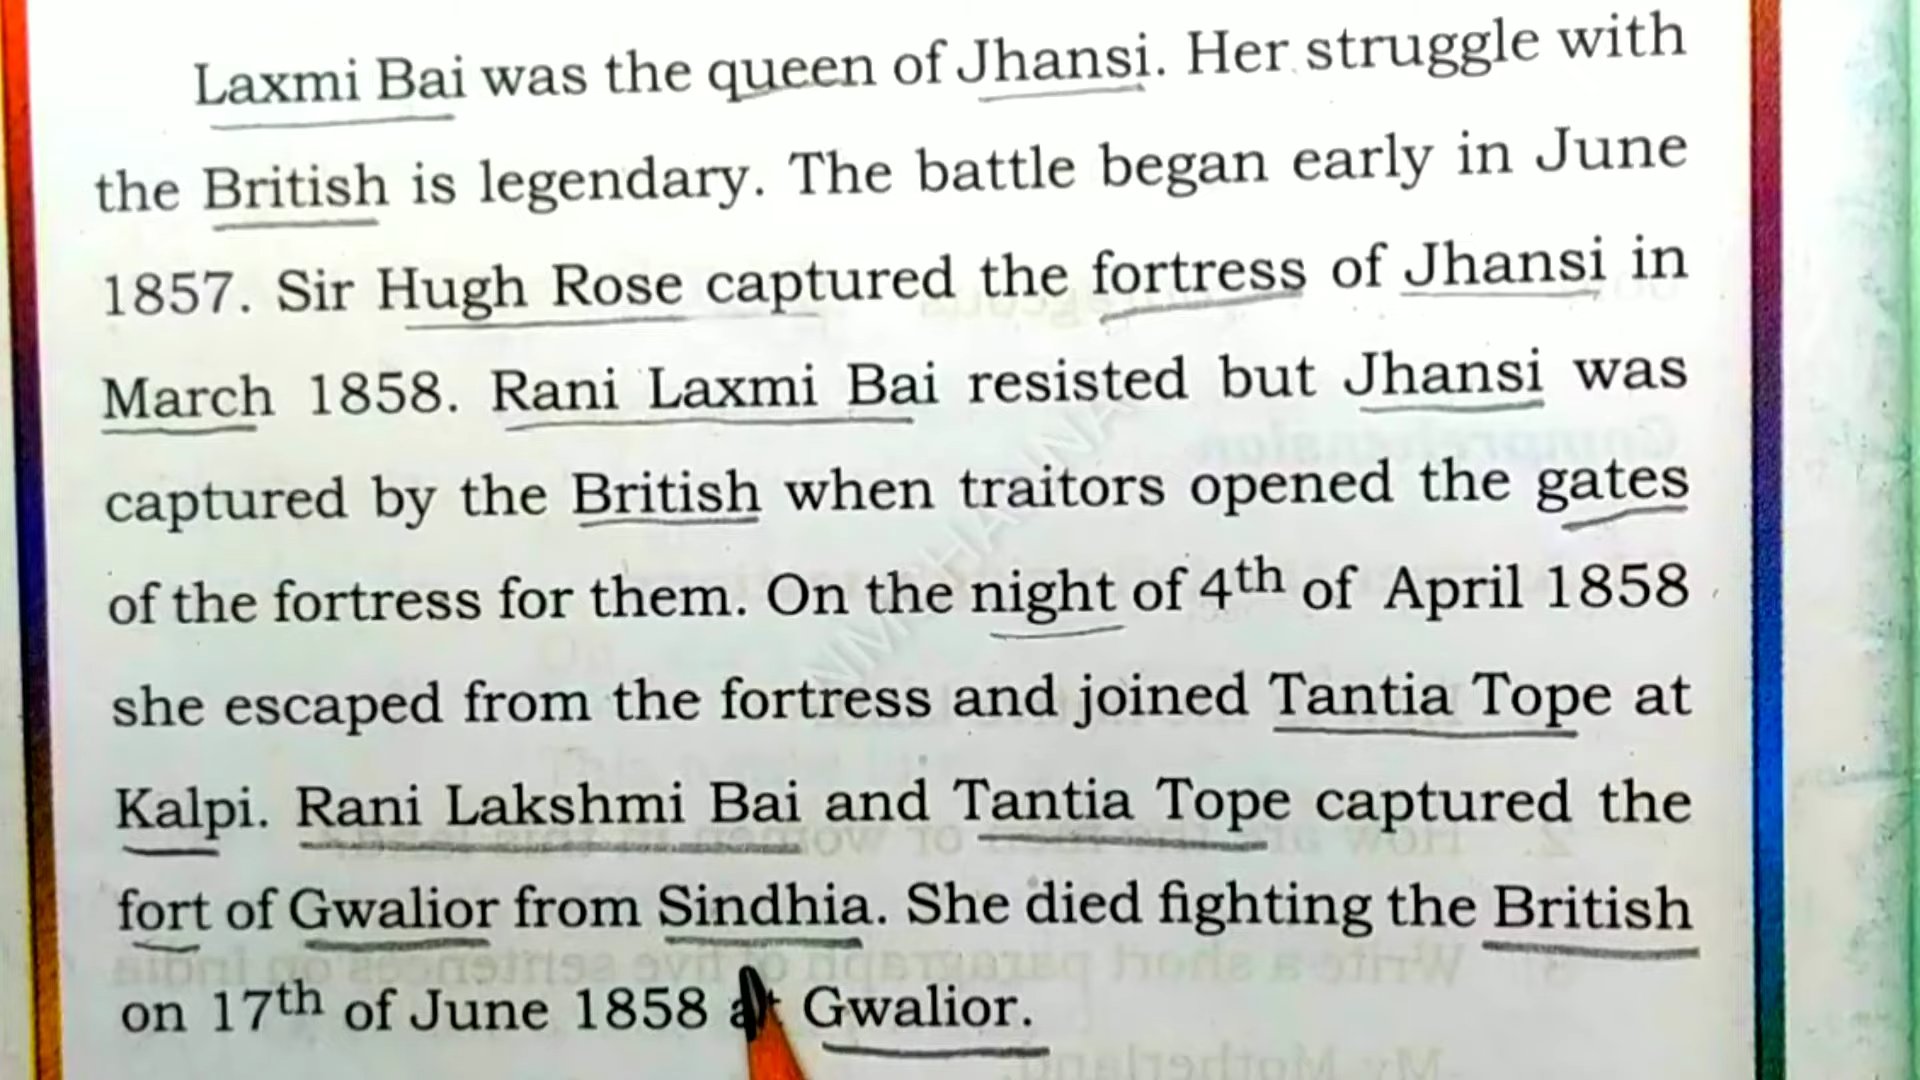 Laxmi Bai was the queen of Jhansi. Her struggle with
the British is legendary. The battle began early in June
1857. Sir Hugh Rose captured the fortress of Jhansi in
March 1858. Rani Laxmi Bai resisted but Jhansi was
captured by the British when traitors opened the gates
of the fortress for them. On the night of 4th of April 1858
she escaped from the fortress and joined Tantia Tope at
Kalpi. Rani Lakshmi Bai and Tantia Tope captured the
fort of Gwalior from Sindhia. She died fighting the British
on 17th of June 1858 at Gwalior.